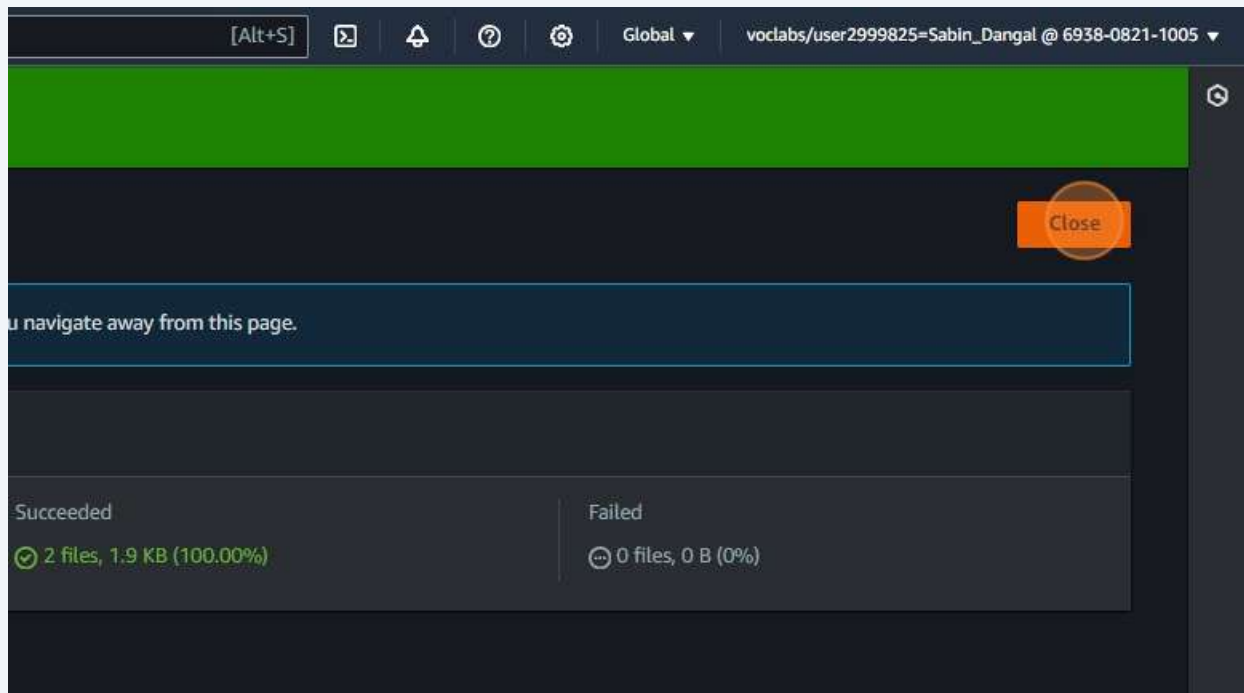 [Alt+S] Global voclabs/user2999825=Sabin_Dangal @ 6938-0821-1005
Close
u navigate away from this page.
Succeeded Failed
2 files, 1.9 KB (100.00%) 0 files, 0 B (0%)